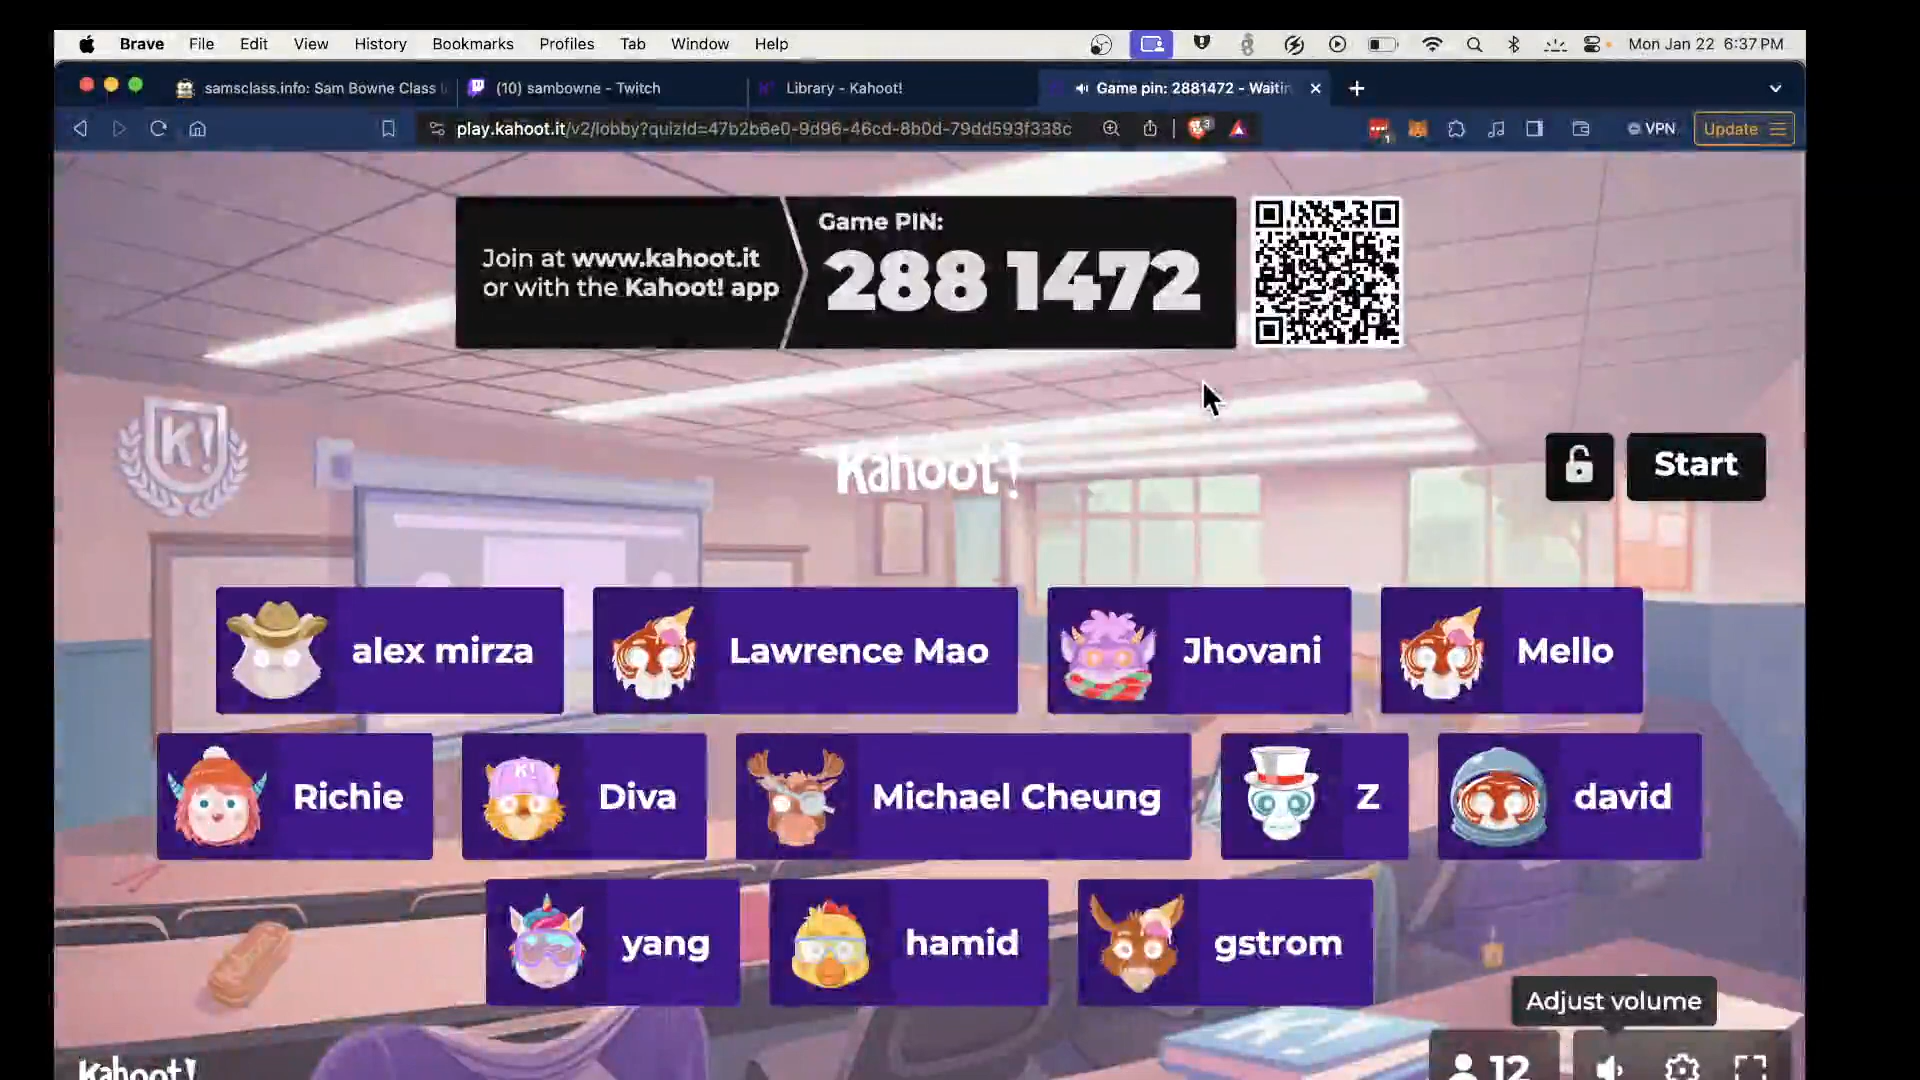 Brave File Edit View History Bookmarks Profiles Tab Window Help Mon Jan 22 6:37 PM
samsclass.info: Sam Bowne Class (10) sambowne - Twitch Library - Kahoot! Game pin: 2881472 - Waitin
play.kahoot.it/v2/lobby?quizId=47b2b6e0-9d96-46cd-8b0d-79dd593f338c 3 1 VPN Update
Join at www.kahoot.it
or with the Kahoot! app
Game PIN:
288 1472
K!
Kahoot!
Start
alex mirza Lawrence Mao Jhovani Mello
Richie K! Diva Michael Cheung Z david
yang hamid gstrom
Adjust volume
Kahoot! 12